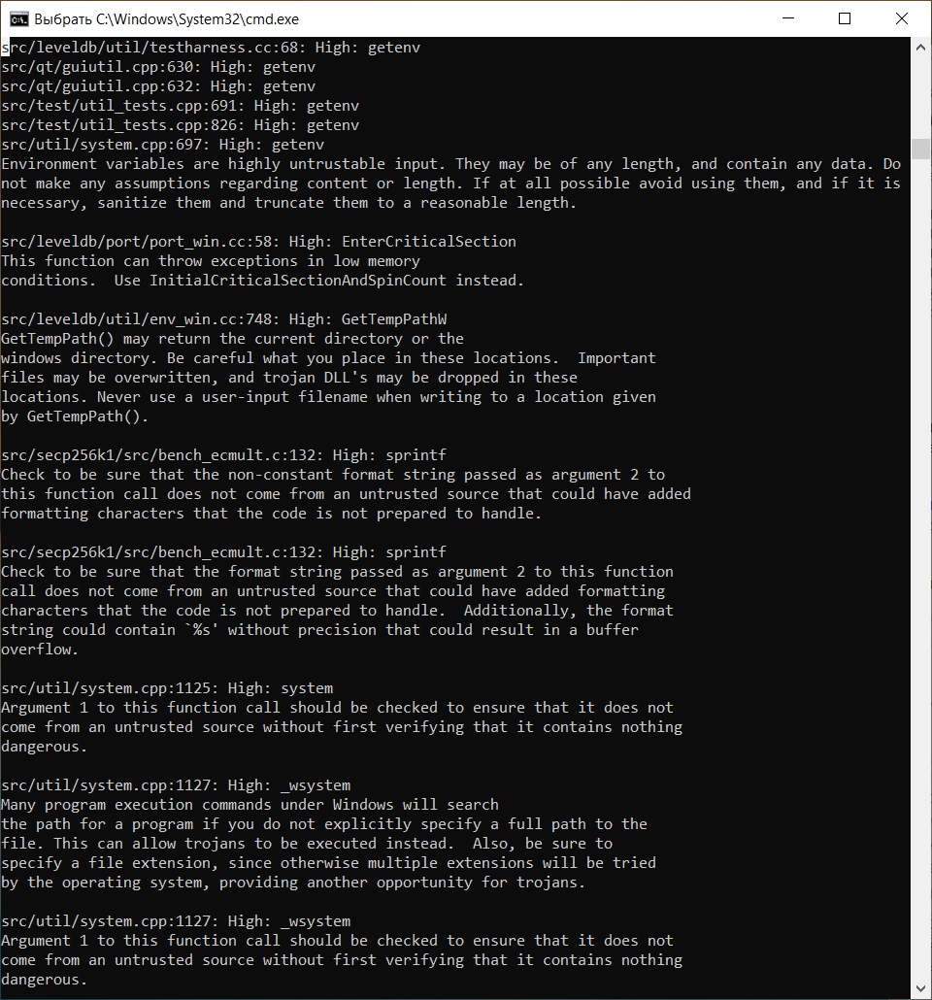 Выбрать C:\Windows\System32\cmd.exe
src/leveldb/util/testharness.cc:68: High: getenv
src/qt/guiutil.cpp:630: High: getenv
src/qt/guiutil.cpp:632: High: getenv
src/test/util_tests.cpp:691: High: getenv
src/test/util_tests.cpp:826: High: getenv
src/util/system.cpp:697: High: getenv
Environment variables are highly untrustable input. They may be of any length, and contain any data. Do
not make any assumptions regarding content or length. If at all possible avoid using them, and if it is
necessary, sanitize them and truncate them to a reasonable length.

src/leveldb/port/port_win.cc:58: High: EnterCriticalSection
This function can throw exceptions in low memory
conditions.  Use InitialCriticalSectionAndSpinCount instead.

src/leveldb/util/env_win.cc:748: High: GetTempPathW
GetTempPath() may return the current directory or the
windows directory. Be careful what you place in these locations.  Important
files may be overwritten, and trojan DLL's may be dropped in these
locations. Never use a user-input filename when writing to a location given
by GetTempPath().

src/secp256k1/src/bench_ecmult.c:132: High: sprintf
Check to be sure that the non-constant format string passed as argument 2 to
this function call does not come from an untrusted source that could have added
formatting characters that the code is not prepared to handle.

src/secp256k1/src/bench_ecmult.c:132: High: sprintf
Check to be sure that the format string passed as argument 2 to this function
call does not come from an untrusted source that could have added formatting
characters that the code is not prepared to handle.  Additionally, the format
string could contain `%s' without precision that could result in a buffer
overflow.

src/util/system.cpp:1125: High: system
Argument 1 to this function call should be checked to ensure that it does not
come from an untrusted source without first verifying that it contains nothing
dangerous.

src/util/system.cpp:1127: High: _wsystem
Many program execution commands under Windows will search
the path for a program if you do not explicitly specify a full path to the
file. This can allow trojans to be executed instead.  Also, be sure to
specify a file extension, since otherwise multiple extensions will be tried
by the operating system, providing another opportunity for trojans.

src/util/system.cpp:1127: High: _wsystem
Argument 1 to this function call should be checked to ensure that it does not
come from an untrusted source without first verifying that it contains nothing
dangerous.